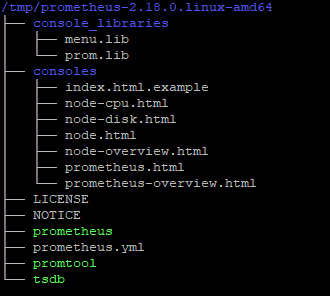 /tmp/prometheus-2.18.0.linux-amd64
├── console_libraries
│   ├── menu.lib
│   └── prom.lib
├── consoles
│   ├── index.html.example
│   ├── node-cpu.html
│   ├── node-disk.html
│   ├── node.html
│   ├── node-overview.html
│   ├── prometheus.html
│   └── prometheus-overview.html
├── LICENSE
├── NOTICE
├── prometheus
├── prometheus.yml
├── promtool
└── tsdb